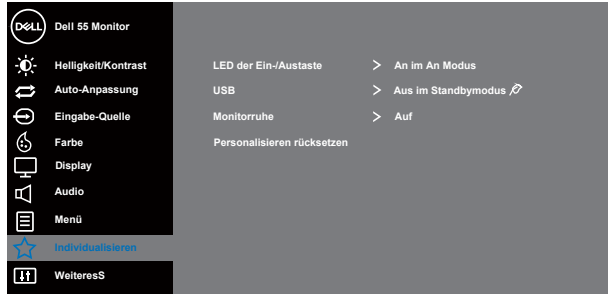 DELL Dell 55 Monitor
Helligkeit/Kontrast LED der Ein-/Austaste > An im An Modus
Auto-Anpassung USB > Aus im Standbymodus
Eingabe-Quelle Monitorruhe > Auf
Farbe Personalisieren rücksetzen
Display
Audio
Menü
Individualisieren
WeiteresS